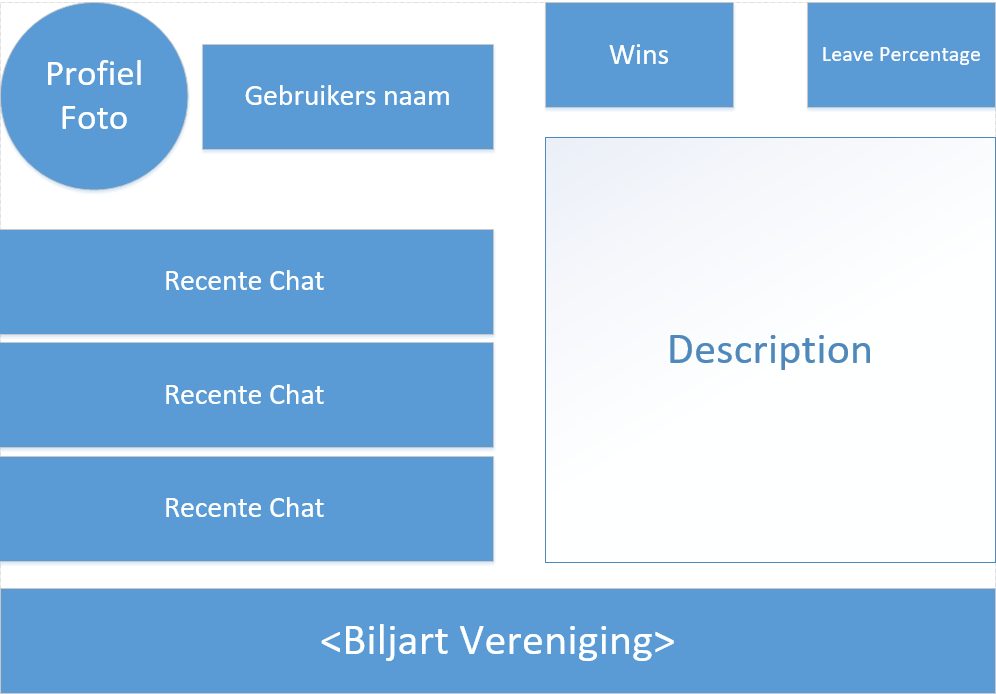 Profiel
Foto
Gebruikers naam
Wins
Leave Percentage
Recente Chat
Recente Chat
Recente Chat
Description
<Biljart Vereniging>